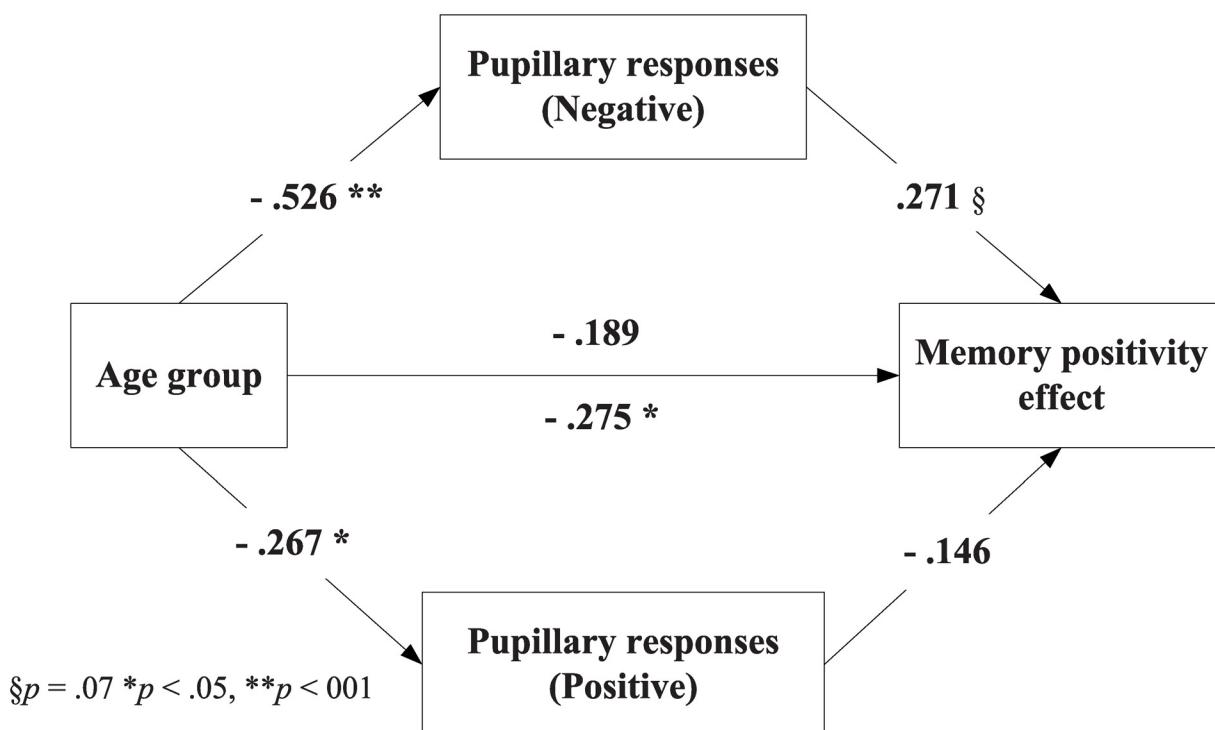 Pupillary responses
(Negative)
- .526 **
.271 §
- .189
Age group
Memory positivity
effect
- .275 *
- .267 *
- .146
Pupillary responses
(Positive)
§p = .07 *p < .05, **p < 001